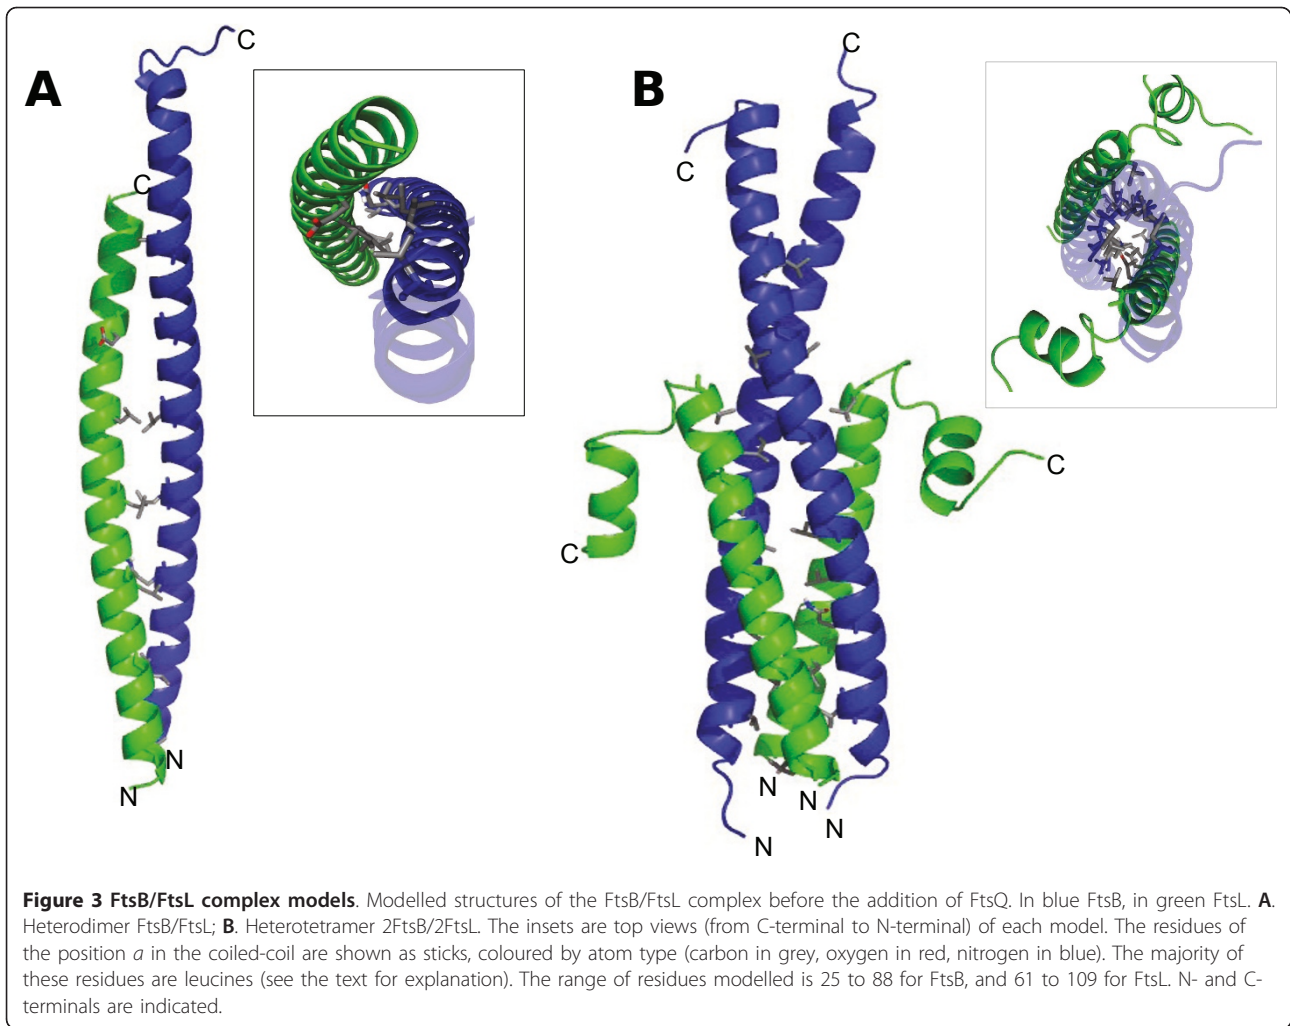 A
C
C
N
N
B
C
C
C
C
N
N
N
N
Figure 3 FtsB/FtsL complex models. Modelled structures of the FtsB/FtsL complex before the addition of FtsQ. In blue FtsB, in green FtsL. A.
Heterodimer FtsB/FtsL; B. Heterotetramer 2FtsB/2FtsL. The insets are top views (from C-terminal to N-terminal) of each model. The residues of
the position a in the coiled-coil are shown as sticks, coloured by atom type (carbon in grey, oxygen in red, nitrogen in blue). The majority of
these residues are leucines (see the text for explanation). The range of residues modelled is 25 to 88 for FtsB, and 61 to 109 for FtsL. N- and C-
terminals are indicated.